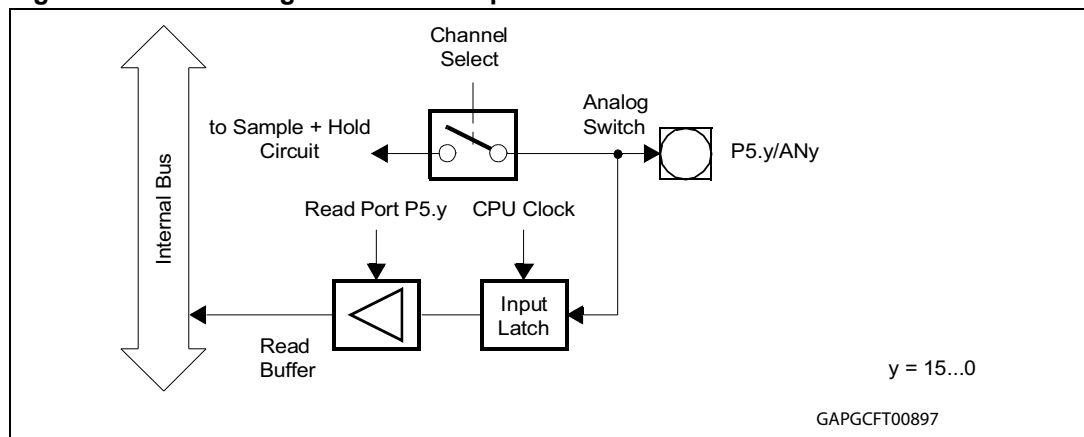 Channel
Select
Analog
Switch
to Sample + Hold
Circuit
P5.y/ANy
Internal Bus
Read Port P5.y
CPU Clock
Input
Latch
Read
Buffer
y = 15...0
GAPGCFT00897